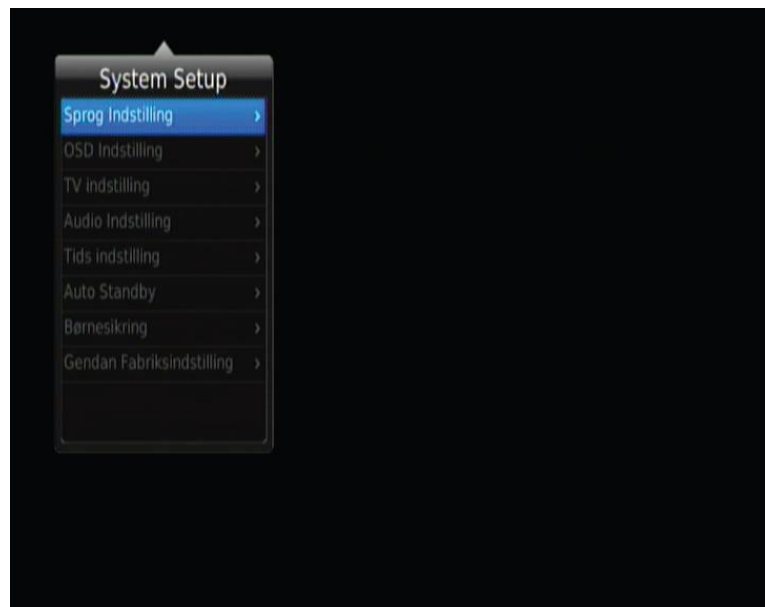 System Setup
Sprog Indstilling
OSD Indstilling
TV indstilling
Audio Indstilling
Tids indstilling
Auto Standby
Børnesikring
Gendan Fabriksindstilling